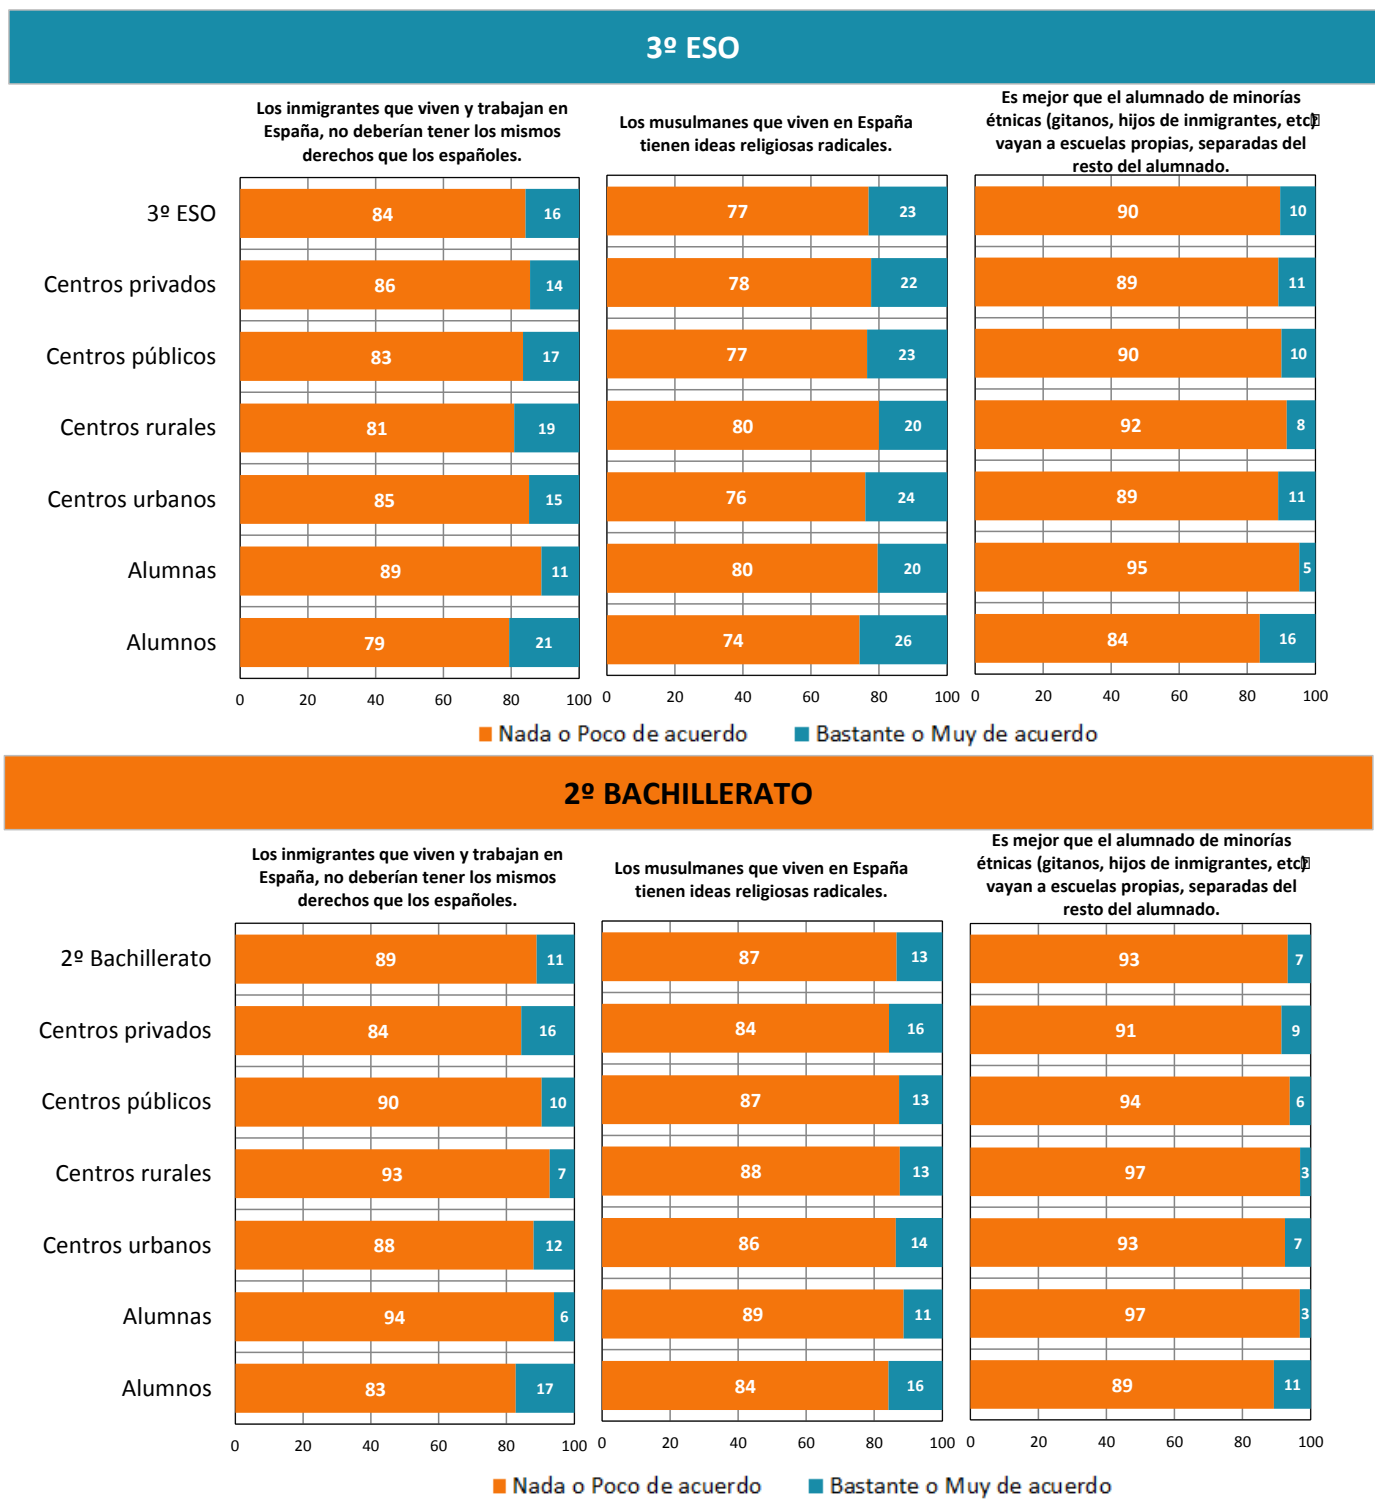 3º ESO
Los inmigrantes que viven y trabajan en
España, no deberían tener los mismos
derechos que los españoles.
Los musulmanes que viven en España
tienen ideas religiosas radicales.
Es mejor que el alumnado de minorías
étnicas (gitanos, hijos de inmigrantes, etc)
vayan a escuelas propias, separadas del
resto del alumnado.
3º ESO 84 16 77 23 90 10
Centros privados 86 14 78 22 89 11
Centros públicos 83 17 77 23 90 10
Centros rurales 81 19 80 20 92 8
Centros urbanos 85 15 76 24 89 11
Alumnas 89 11 80 20 95 5
Alumnos 79 21 74 26 84 16
0 20 40 60 80 100 0 20 40 60 80 100 0 20 40 60 80 100
Nada o Poco de acuerdo Bastante o Muy de acuerdo
2º BACHILLERATO
Los inmigrantes que viven y trabajan en
España, no deberían tener los mismos
derechos que los españoles.
Los musulmanes que viven en España
tienen ideas religiosas radicales.
Es mejor que el alumnado de minorías
étnicas (gitanos, hijos de inmigrantes, etc)
vayan a escuelas propias, separadas del
resto del alumnado.
2º Bachillerato 89 11 87 13 93 7
Centros privados 84 16 84 16 91 9
Centros públicos 90 10 87 13 94 6
Centros rurales 93 7 88 13 97 3
Centros urbanos 88 12 86 14 93 7
Alumnas 94 6 89 11 97 3
Alumnos 83 17 84 16 89 11
0 20 40 60 80 100 0 20 40 60 80 100 0 20 40 60 80 100
Nada o Poco de acuerdo Bastante o Muy de acuerdo